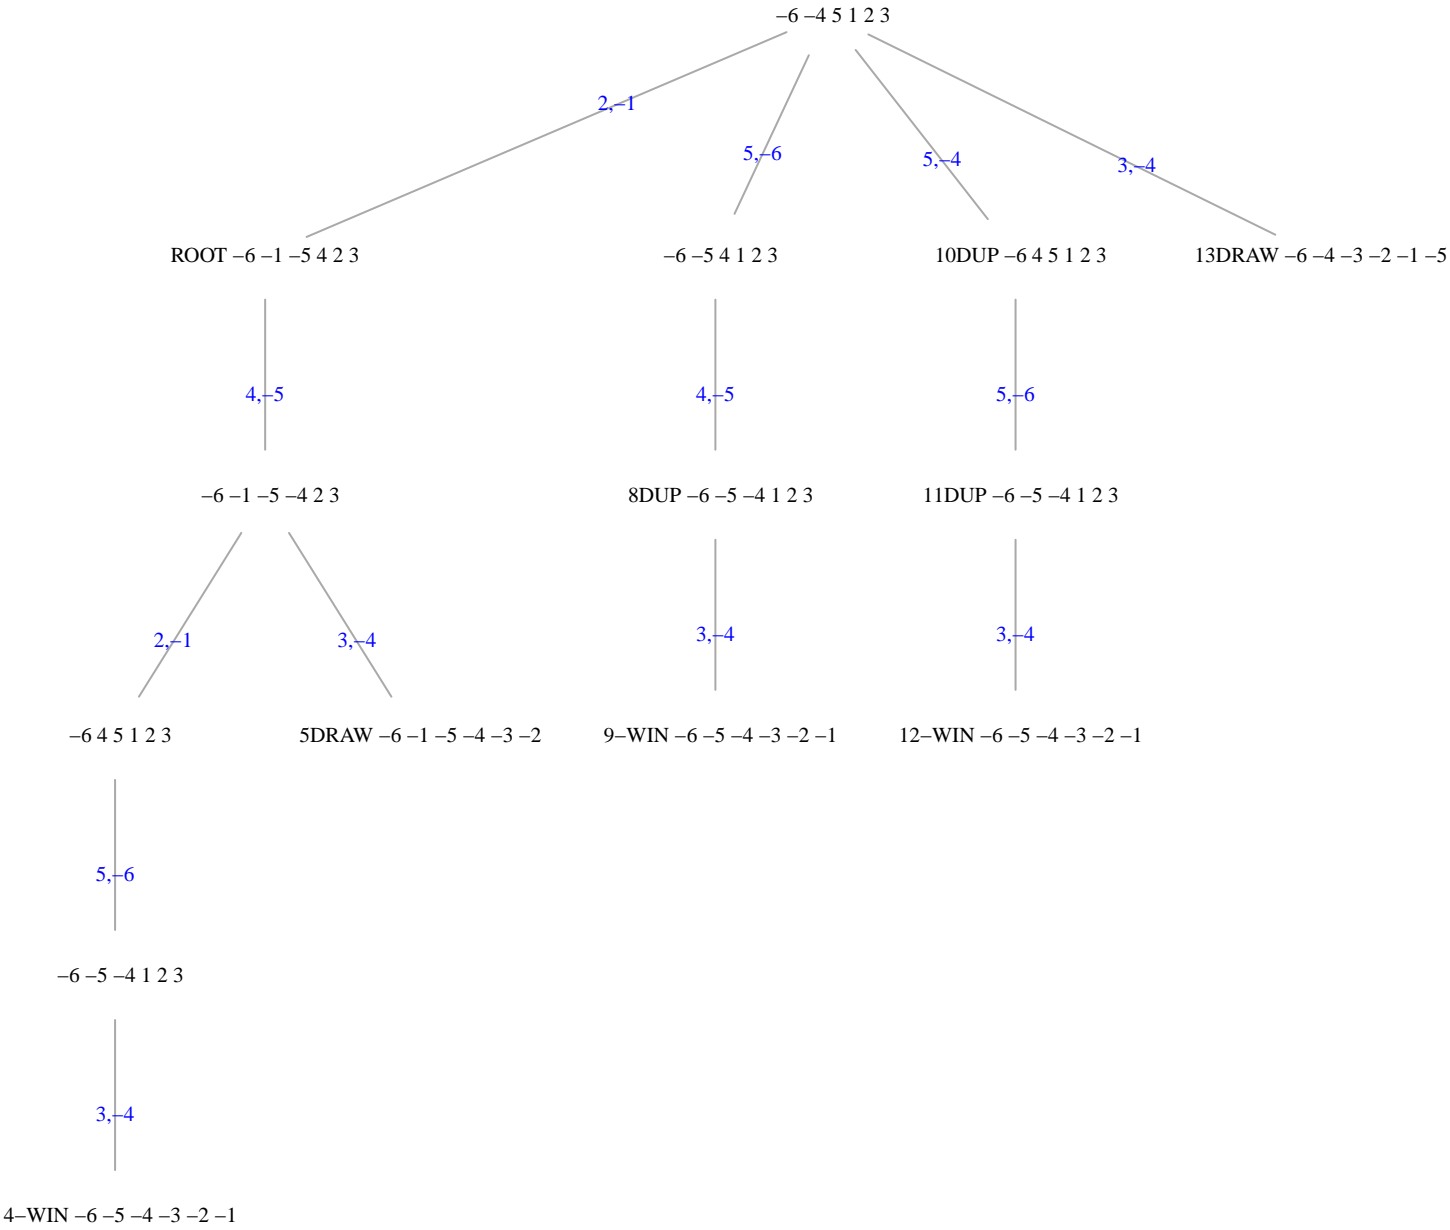 –6 –4 5 1 2 3
2,–1
5,–6
5,–4
3,–4
ROOT –6 –1 –5 4 2 3
–6 –5 4 1 2 3
10DUP –6 4 5 1 2 3
13DRAW –6 –4 –3 –2 –1 –5
4,–5
4,–5
5,–6
–6 –1 –5 –4 2 3
8DUP –6 –5 –4 1 2 3
11DUP –6 –5 –4 1 2 3
2,–1
3,–4
3,–4
3,–4
–6 4 5 1 2 3
5DRAW –6 –1 –5 –4 –3 –2
9–WIN –6 –5 –4 –3 –2 –1
12–WIN –6 –5 –4 –3 –2 –1
5,–6
–6 –5 –4 1 2 3
3,–4
4–WIN –6 –5 –4 –3 –2 –1